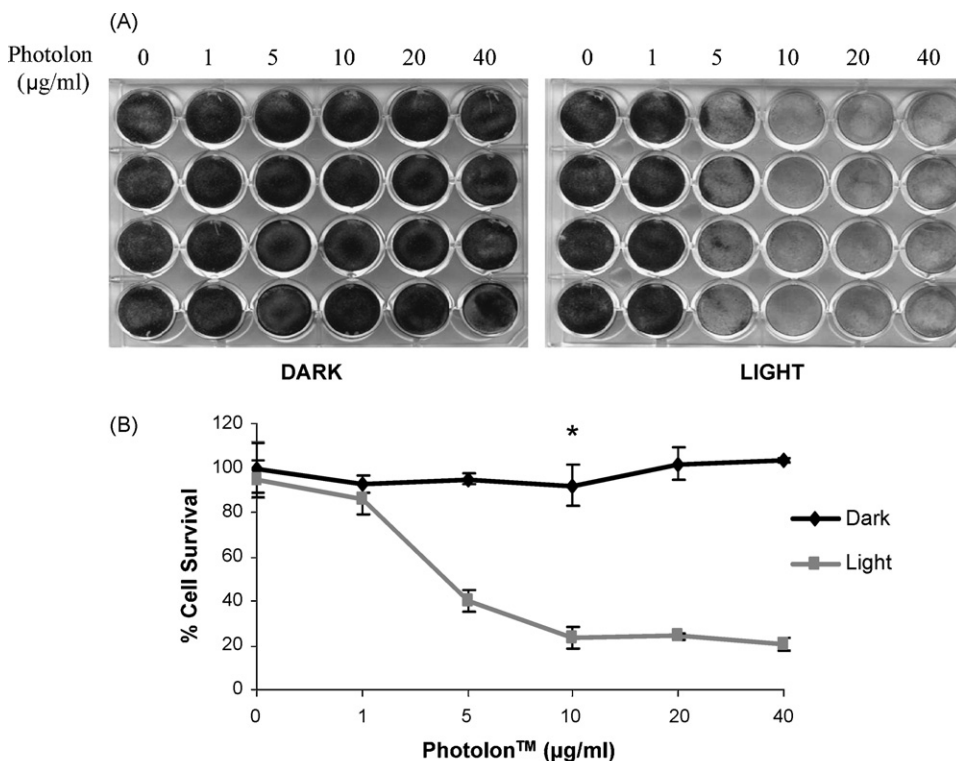 (A)
Photolon 0 1 5 10 20 40 0 1 5 10 20 40
(µg/ml)
DARK LIGHT
(B)
120
100
80
60
40
20
0
% Cell Survival
*
Dark
Light
0 1 5 10 20 40
Photolon™ (µg/ml)